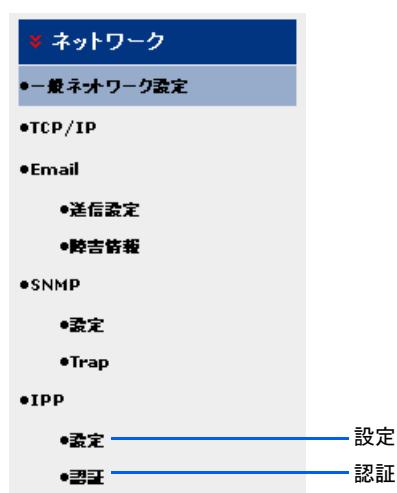 ネットワーク
●一般ネットワーク設定
●TCP/IP
●Email
●送信設定
●障害情報
●SNMP
●設定
●Trap
●IPP
●設定 設定
●認証 認証